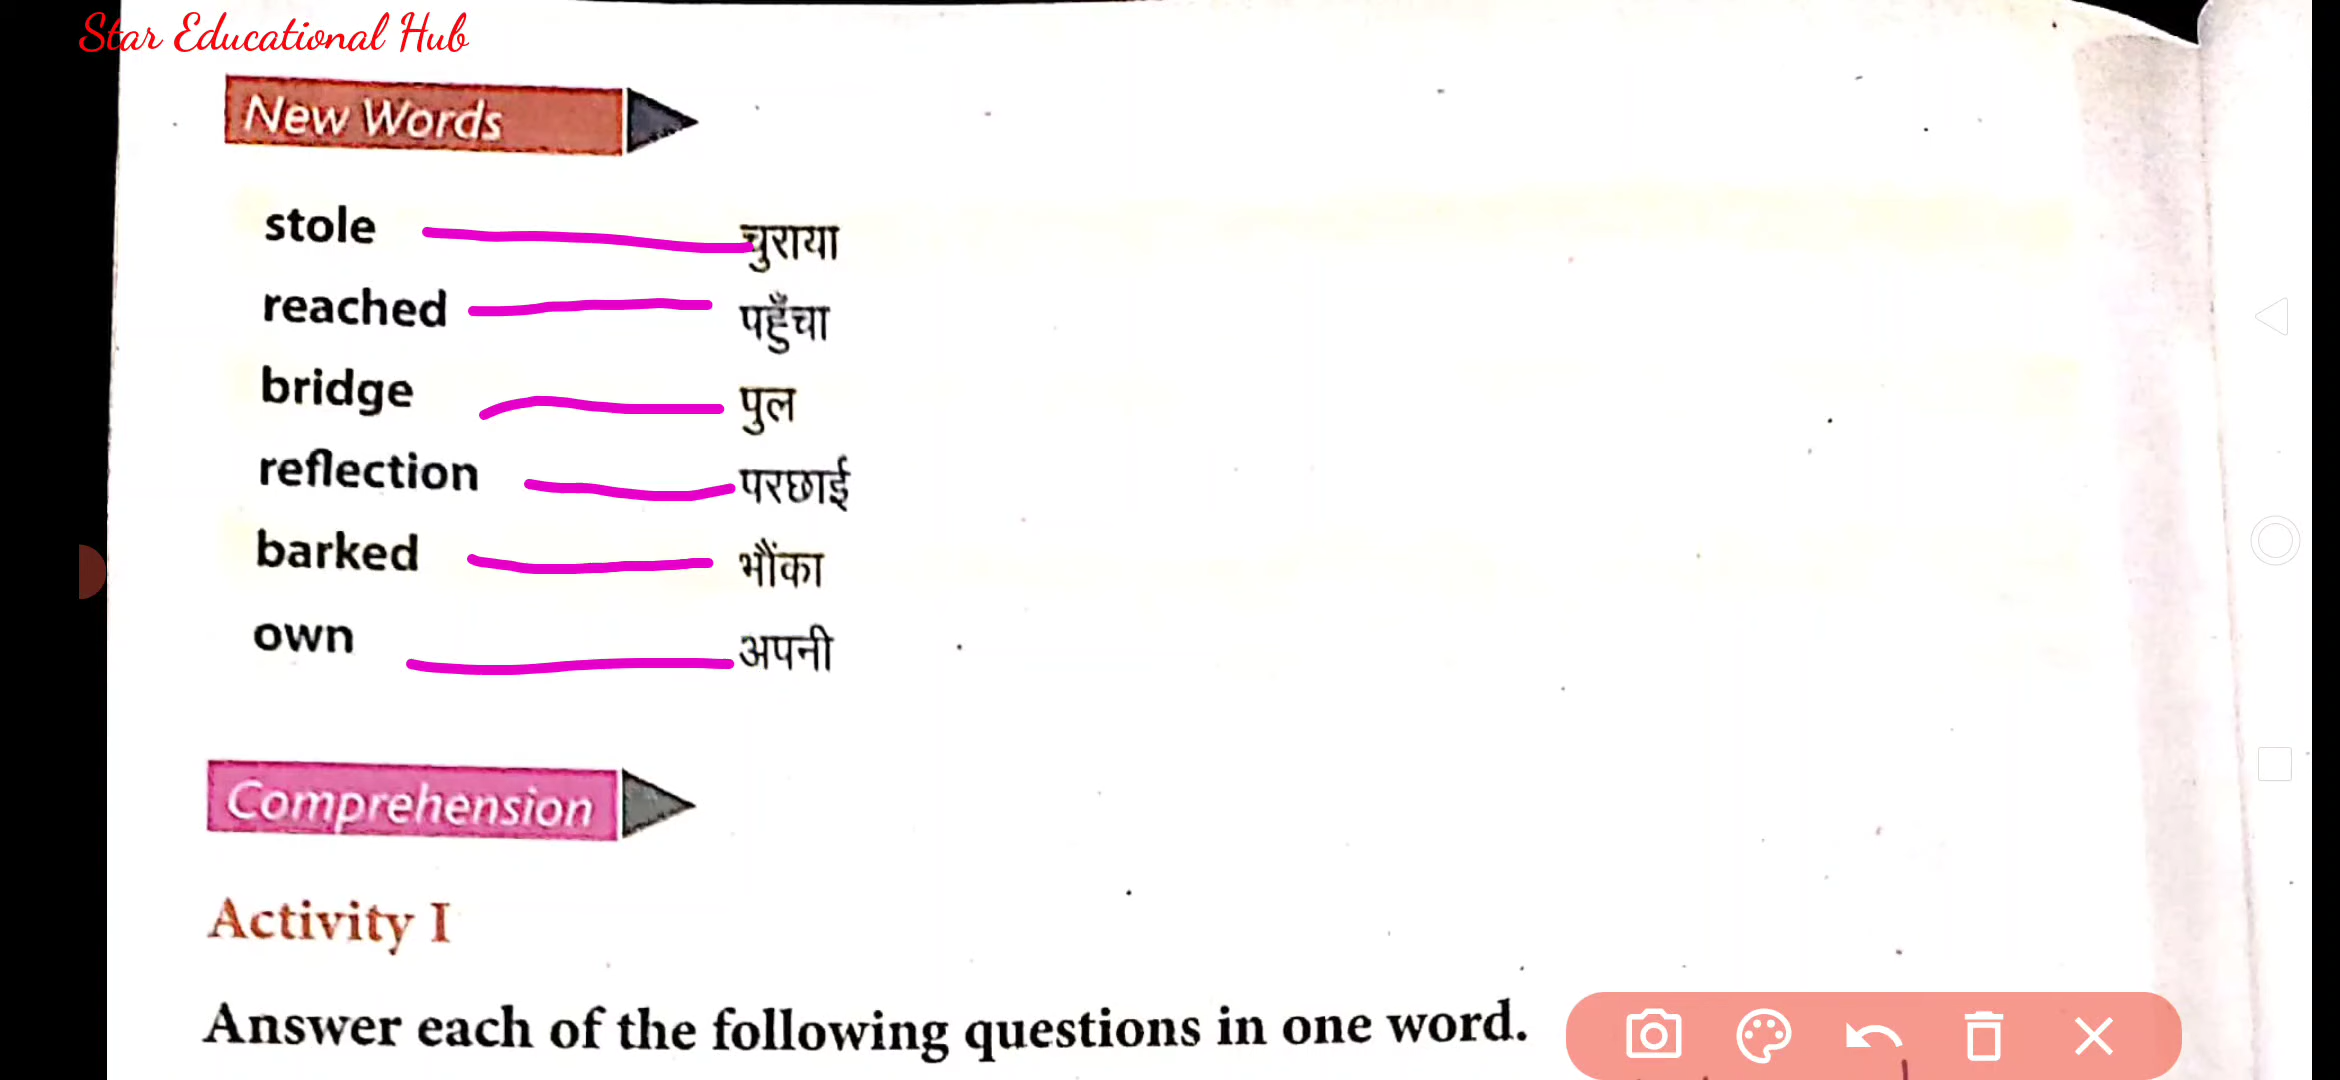 Star Educational Hub
New Words
stole चुराया
reached पहुँचा
bridge पुल
reflection परछाई
barked भौंका
own अपनी
Comprehension
Activity I
Answer each of the following questions in one word.